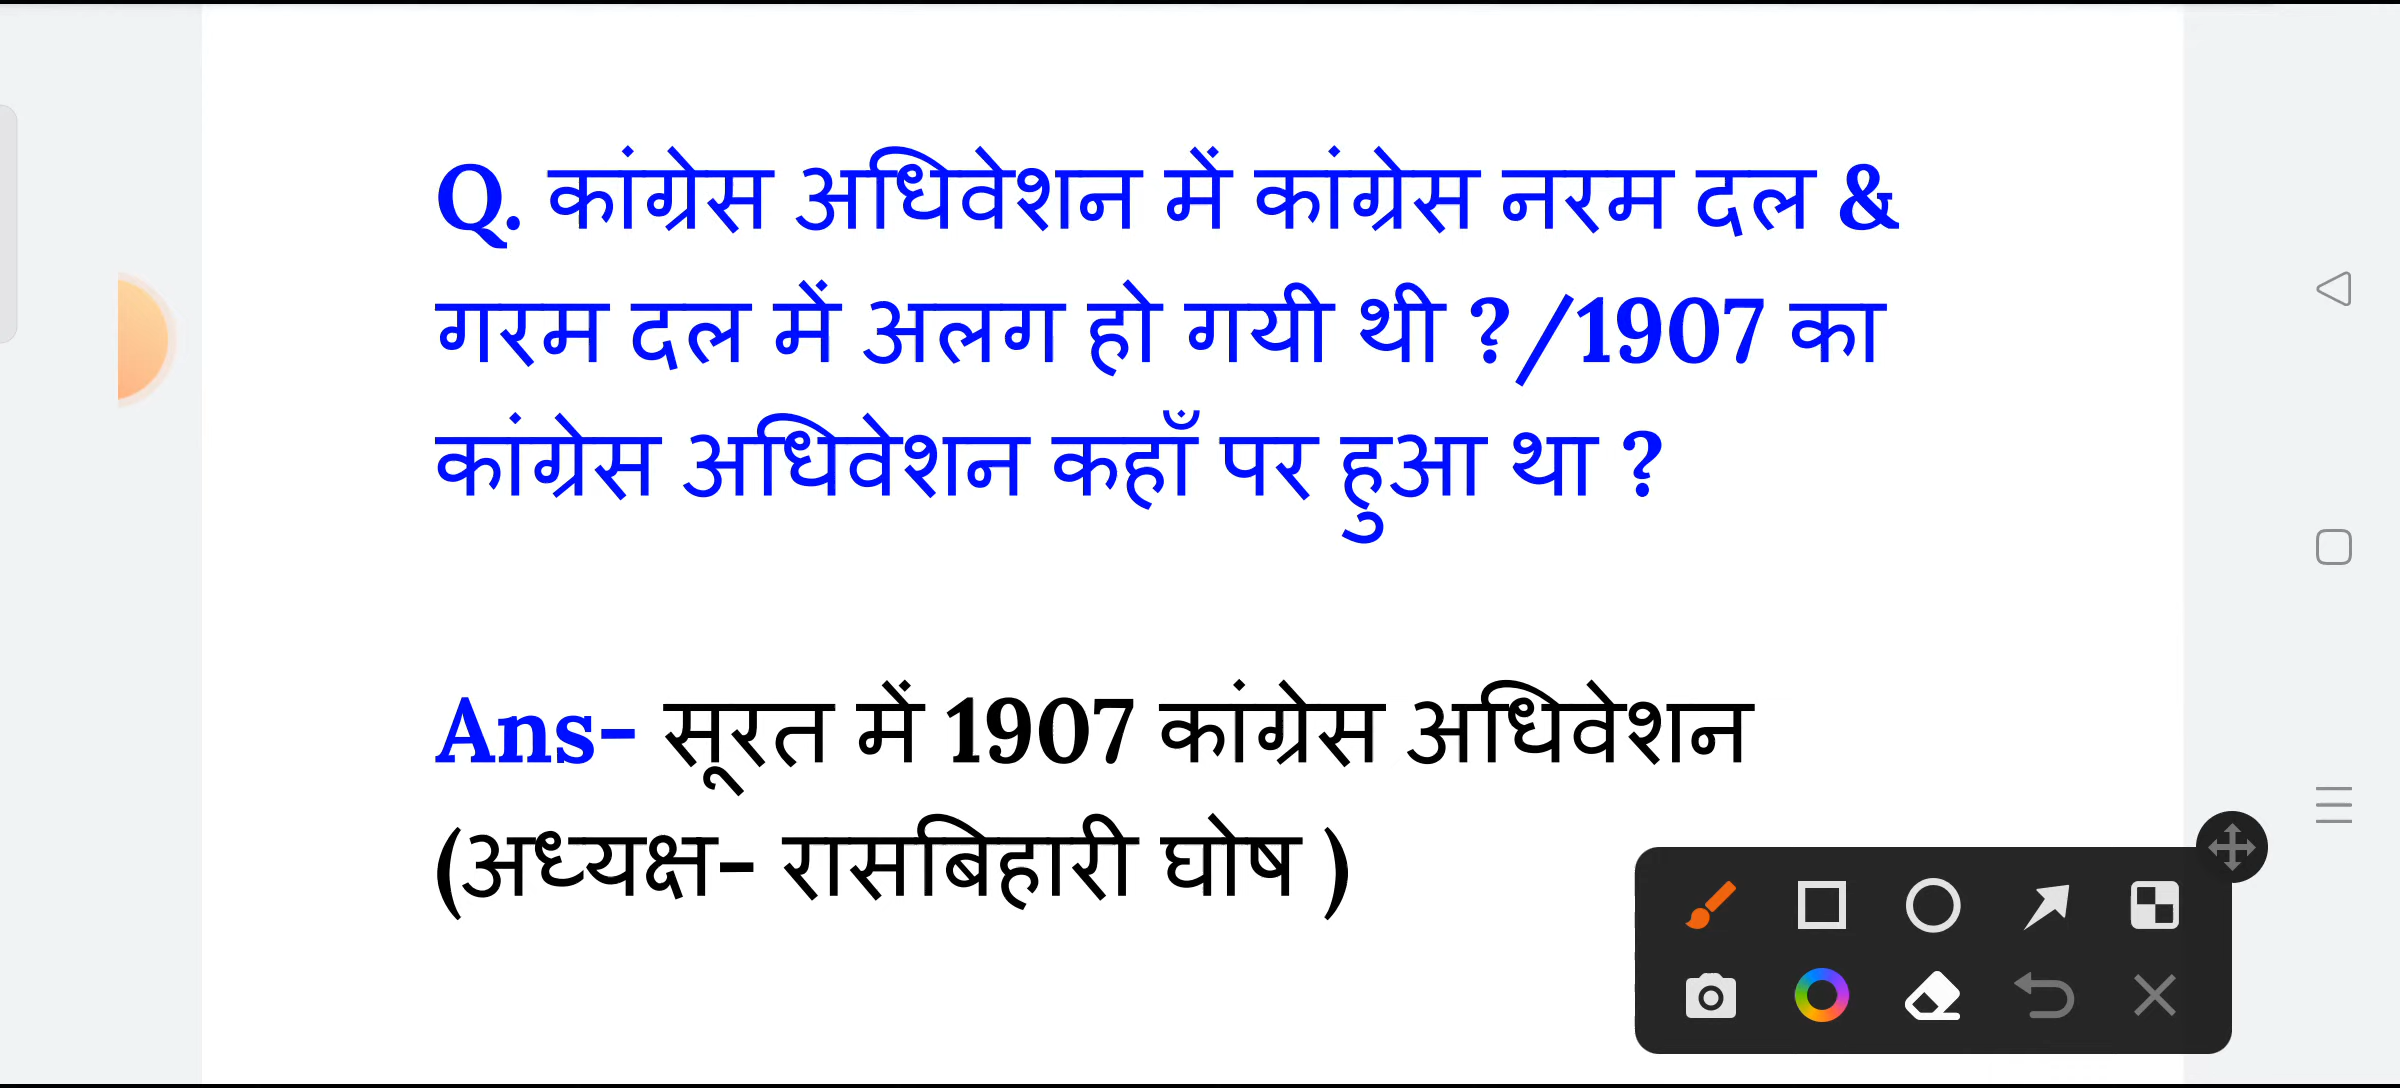 Q. कांग्रेस अधिवेशन में कांग्रेस नरम दल &
गरम दल में अलग हो गयी थी ?/1907 का
कांग्रेस अधिवेशन कहाँ पर हुआ था ?
Ans- सूरत में 1907 कांग्रेस अधिवेशन
(अध्यक्ष- रासबिहारी घोष )